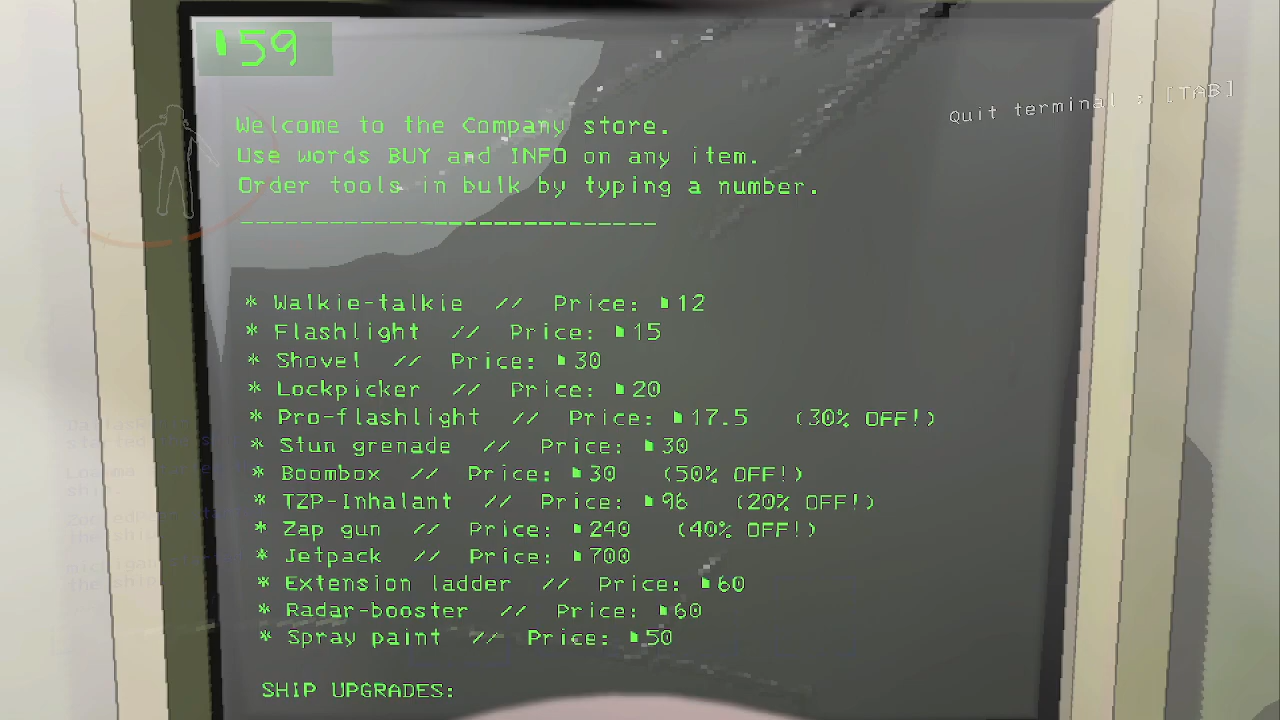 ▮59
Quit terminal : [TAB]
Welcome to the Company store.
Use words BUY and INFO on any item.
Order tools in bulk by typing a number.
----------------------------
* Walkie-talkie // Price: ▮12
* Flashlight // Price: ▮15
* Shovel // Price: ▮30
* Lockpicker // Price: ▮20
* Pro-flashlight // Price: ▮17.5 (30% OFF!)
* Stun grenade // Price: ▮30
* Boombox // Price: ▮30 (50% OFF!)
* TZP-Inhalant // Price: ▮96 (20% OFF!)
* Zap gun // Price: ▮240 (40% OFF!)
* Jetpack // Price: ▮700
* Extension ladder // Price: ▮60
* Radar-booster // Price: ▮60
* Spray paint // Price: ▮50
SHIP UPGRADES: